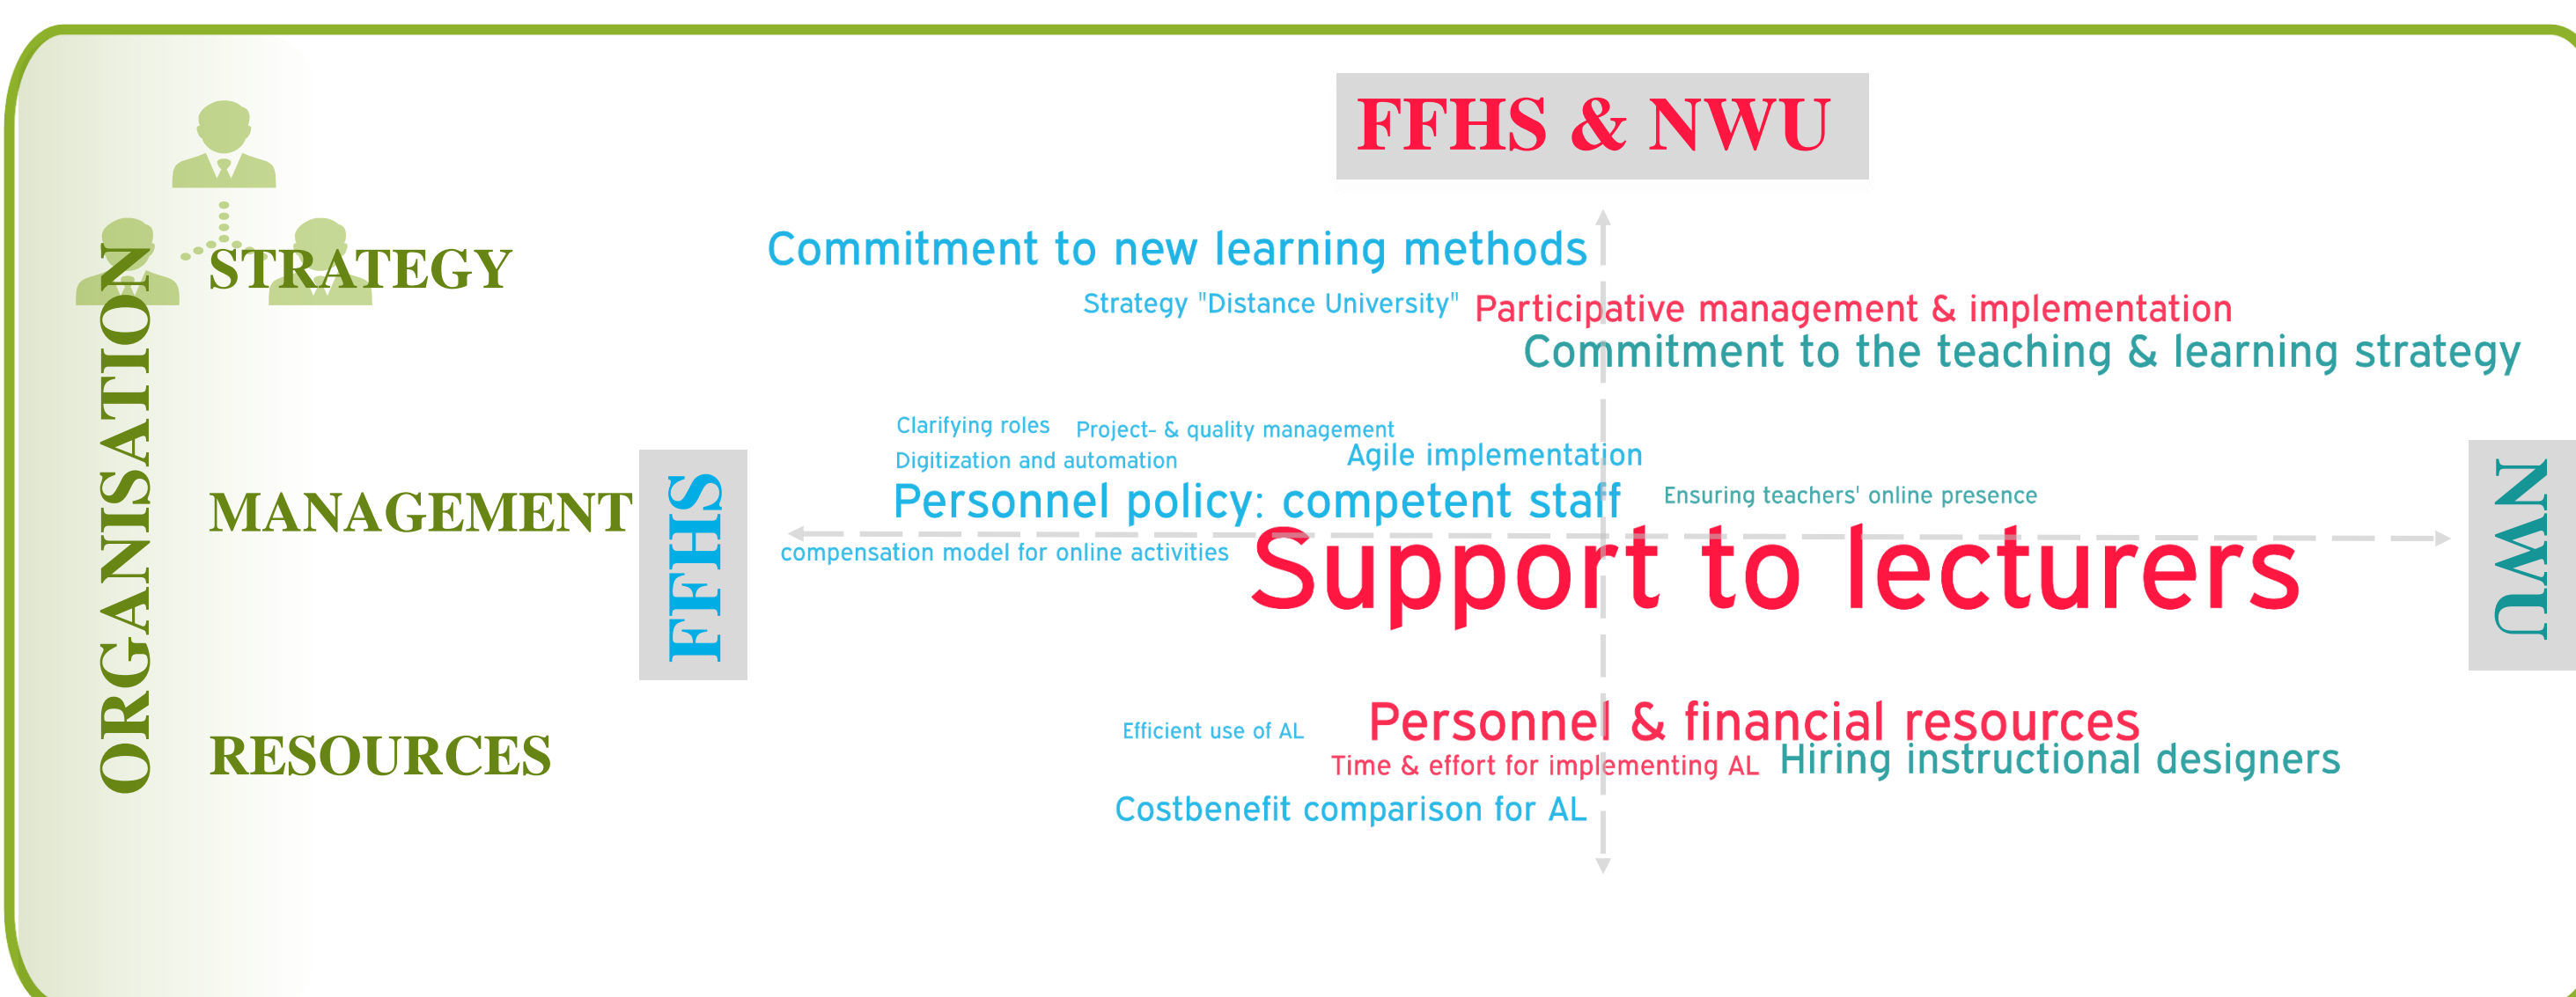 FFHS & NWU
ORGANISATION
STRATEGY
Commitment to new learning methods
Strategy "Distance University"
Participative management & implementation
Commitment to the teaching & learning strategy
MANAGEMENT
FFHS
Clarifying roles
Project- & quality management
Digitization and automation
Agile implementation
Personnel policy: competent staff
Ensuring teachers' online presence
compensation model for online activities
Support to lecturers
NWU
RESOURCES
Efficient use of AL
Personnel & financial resources
Time & effort for implementing AL
Hiring instructional designers
Costbenefit comparison for AL